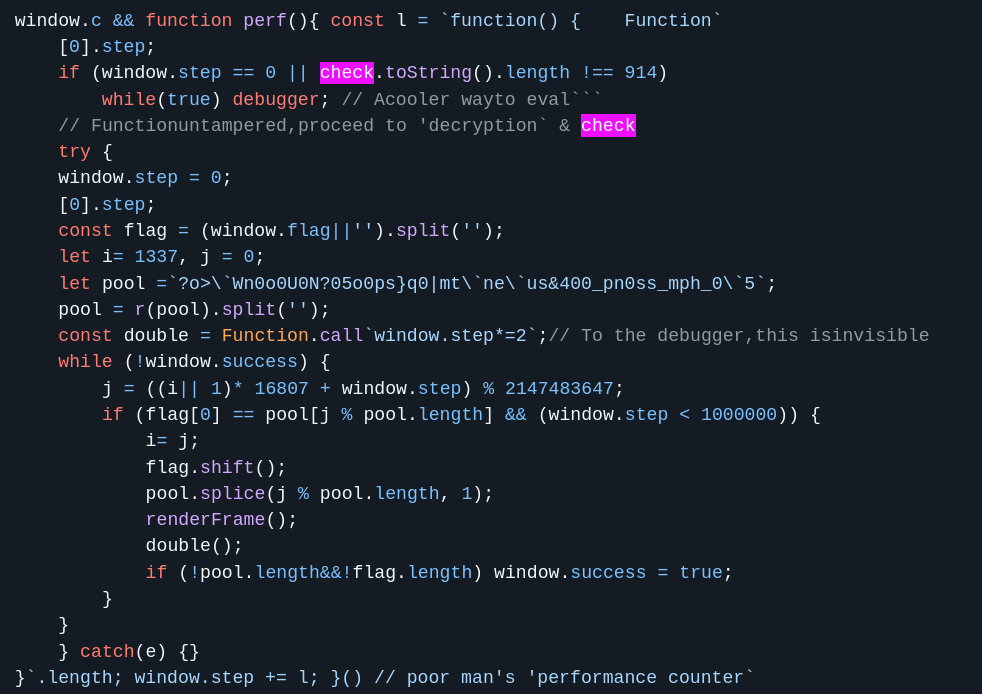 window.c && function perf(){ const l = `function() {    Function`
    [0].step;
    if (window.step == 0 || check.toString().length !== 914)
        while(true) debugger; // Acooler wayto eval```
    // Functionuntampered,proceed to 'decryption` & check
    try {
    window.step = 0;
    [0].step;
    const flag = (window.flag||'').split('');
    let i= 1337, j = 0;
    let pool =`?o>\`Wn0o0U0N?05o0ps}q0|mt\`ne\`us&400_pn0ss_mph_0\`5`;
    pool = r(pool).split('');
    const double = Function.call`window.step*=2`;// To the debugger,this isinvisible
    while (!window.success) {
        j = ((i|| 1)* 16807 + window.step) % 2147483647;
        if (flag[0] == pool[j % pool.length] && (window.step < 1000000)) {
            i= j;
            flag.shift();
            pool.splice(j % pool.length, 1);
            renderFrame();
            double();
            if (!pool.length&&!flag.length) window.success = true;
        }
    }
    } catch(e) {}
}`.length; window.step += l; }() // poor man's 'performance counter`